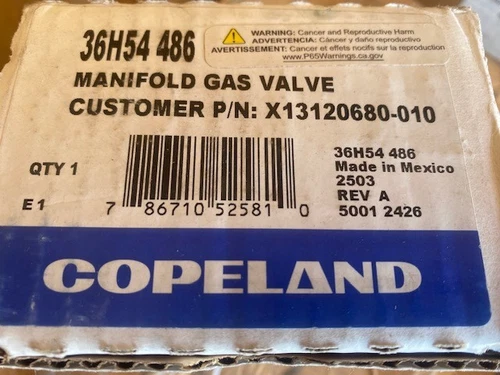 36H54 486
WARNING: Cancer and Reproductive Harm
ADVERTENCIA: Cáncer y daño reproductivo
AVERTISSEMENT: Cancer et effets nocifs sur la reproduction
www.P65Warnings.ca.gov
MANIFOLD GAS VALVE
CUSTOMER P/N: X13120680-010
QTY 1
E 1
7 86710 52581 0
36H54 486
Made in Mexico
2503
REV A
5001 2426
COPELAND